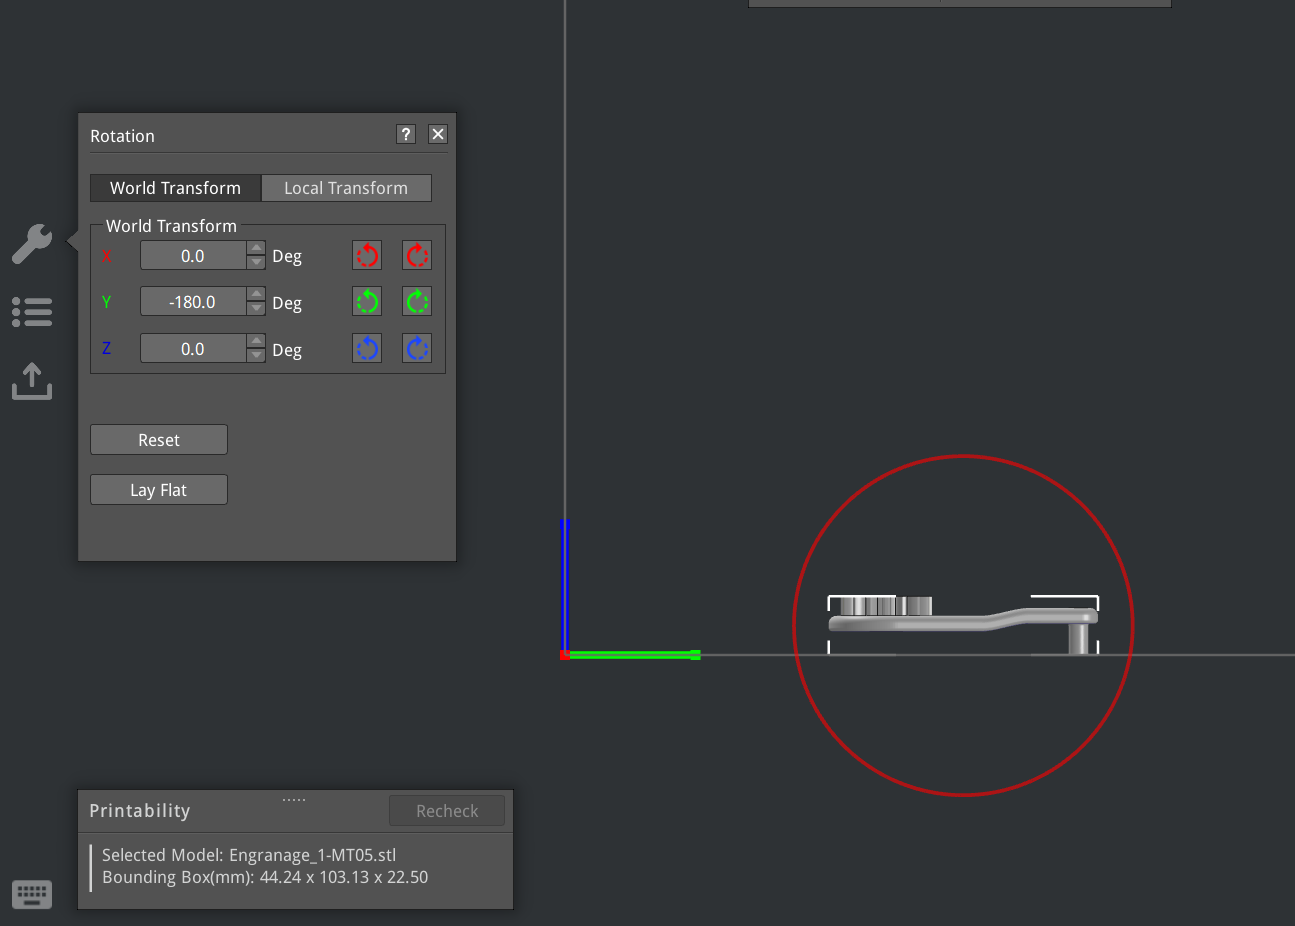 Rotation
?
World Transform
Local Transform
World Transform
X 0.0 Deg
Y -180.0 Deg
Z 0.0 Deg
Reset
Lay Flat
Printability
Recheck
Selected Model: Engranage_1-MT05.stl
Bounding Box(mm): 44.24 x 103.13 x 22.50